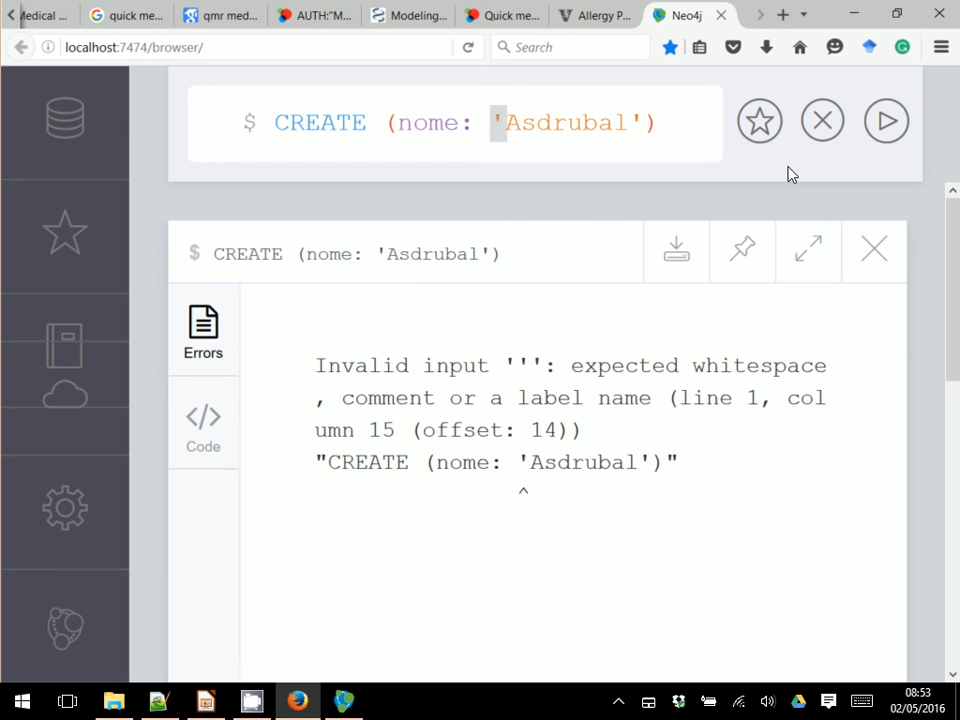 Medical ...
quick me...
qmr med...
AUTH:"M...
Modeling...
Quick me...
Allergy P...
Neo4j
localhost:7474/browser/
Search
$ CREATE (nome: 'Asdrubal')
$ CREATE (nome: 'Asdrubal')
Errors
Code
Invalid input ''': expected whitespace
, comment or a label name (line 1, col
umn 15 (offset: 14))
"CREATE (nome: 'Asdrubal')"
^
08:53
02/05/2016